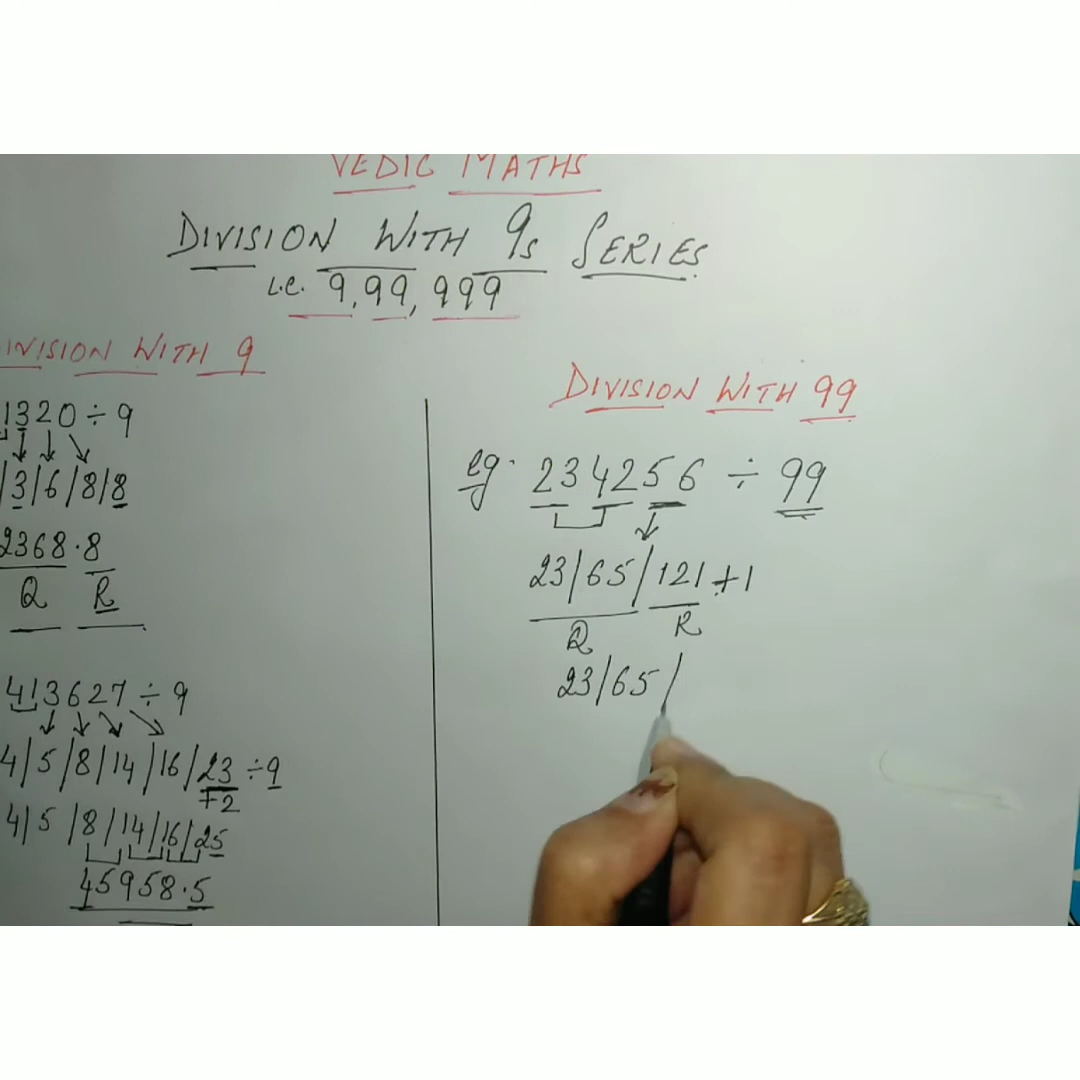 VEDIC MATHS
DIVISION WITH 9s SERIES
i.e. 9, 99, 999
IVISION WITH 9
1320 ÷ 9
/3/6/8/8
2368.8
Q R
413627 ÷ 9
4/5/8/14/16/23 ÷ 9
+2
4/5/8/14/16/25
45958.5
DIVISION WITH 99
eg. 234256 ÷ 99
23/65/121+1
Q R
23/65/